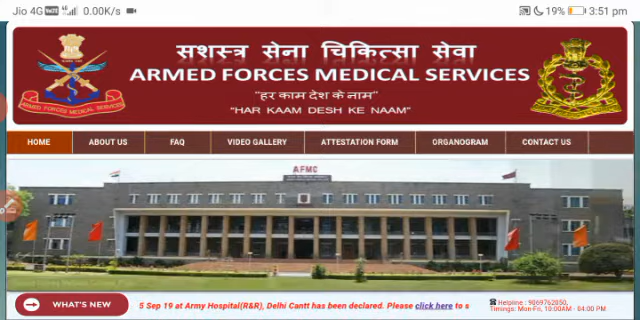 Jio 4G VoLTE 4G 0.00K/s 19% 3:51 pm
सशस्त्र सेना चिकित्सा सेवा
ARMED FORCES MEDICAL SERVICES
"हर काम देश के नाम"
"HAR KAAM DESH KE NAAM"
ARMED FORCES MEDICAL SERVICES
HOME ABOUT US FAQ VIDEO GALLERY ATTESTATION FORM ORGANOGRAM CONTACT US
AFMC
WHAT'S NEW 5 Sep 19 at Army Hospital(R&R), Delhi Cantt has been declared. Please click here to s
Helpline : 9869762850,
Timings: Mon-Fri, 10:00AM - 04:00 PM